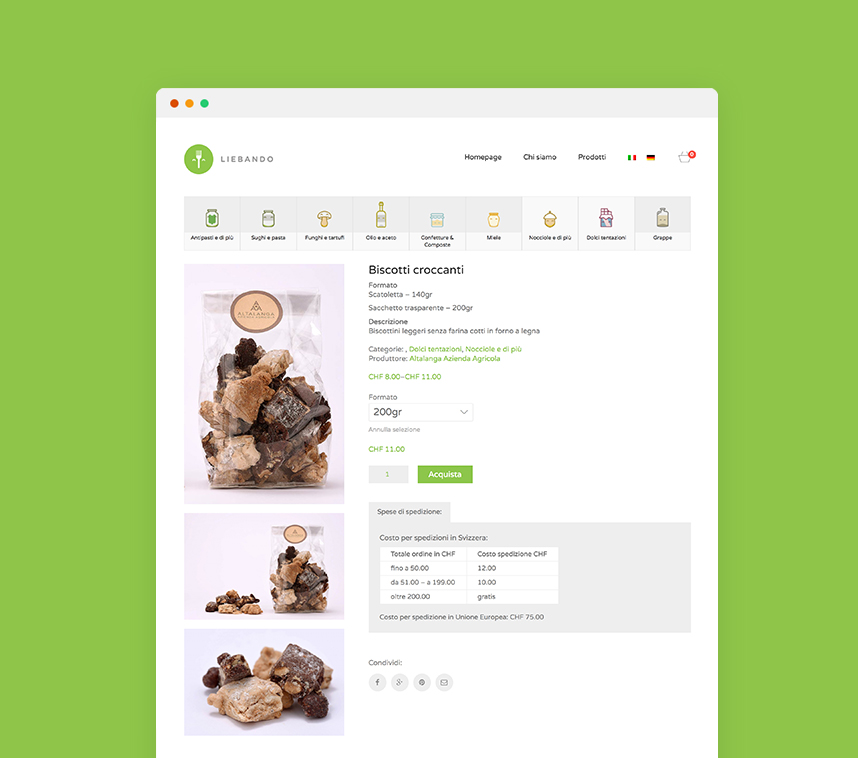 LIEBANDO
Homepage
Chi siamo
Prodotti
0
Antipasti e di più
Sughi e pasta
Funghi e tartufi
Olio e aceto
Confetture &
Composte
Miele
Nocciole e di più
Dolci tentazioni
Grappe
ALTALANGA
Biscotti croccanti
Formato
Scatoletta – 140gr
Sacchetto trasparente – 200gr
Descrizione
Biscottini leggeri senza farina cotti in forno a legna
Categorie: , Dolci tentazioni, Nocciole e di più
Produttore: Altalanga Azienda Agricola
CHF 8.00–CHF 11.00
Formato
200gr
Annulla selezione
CHF 11.00
1
Acquista
Spese di spedizione:
Costo per spedizioni in Svizzera:
Totale ordine in CHF
Costo spedizione CHF
fino a 50.00
12.00
da 51.00 – a 199.00
10.00
oltre 200.00
gratis
Costo per spedizione in Unione Europea: CHF 75.00
Condividi: